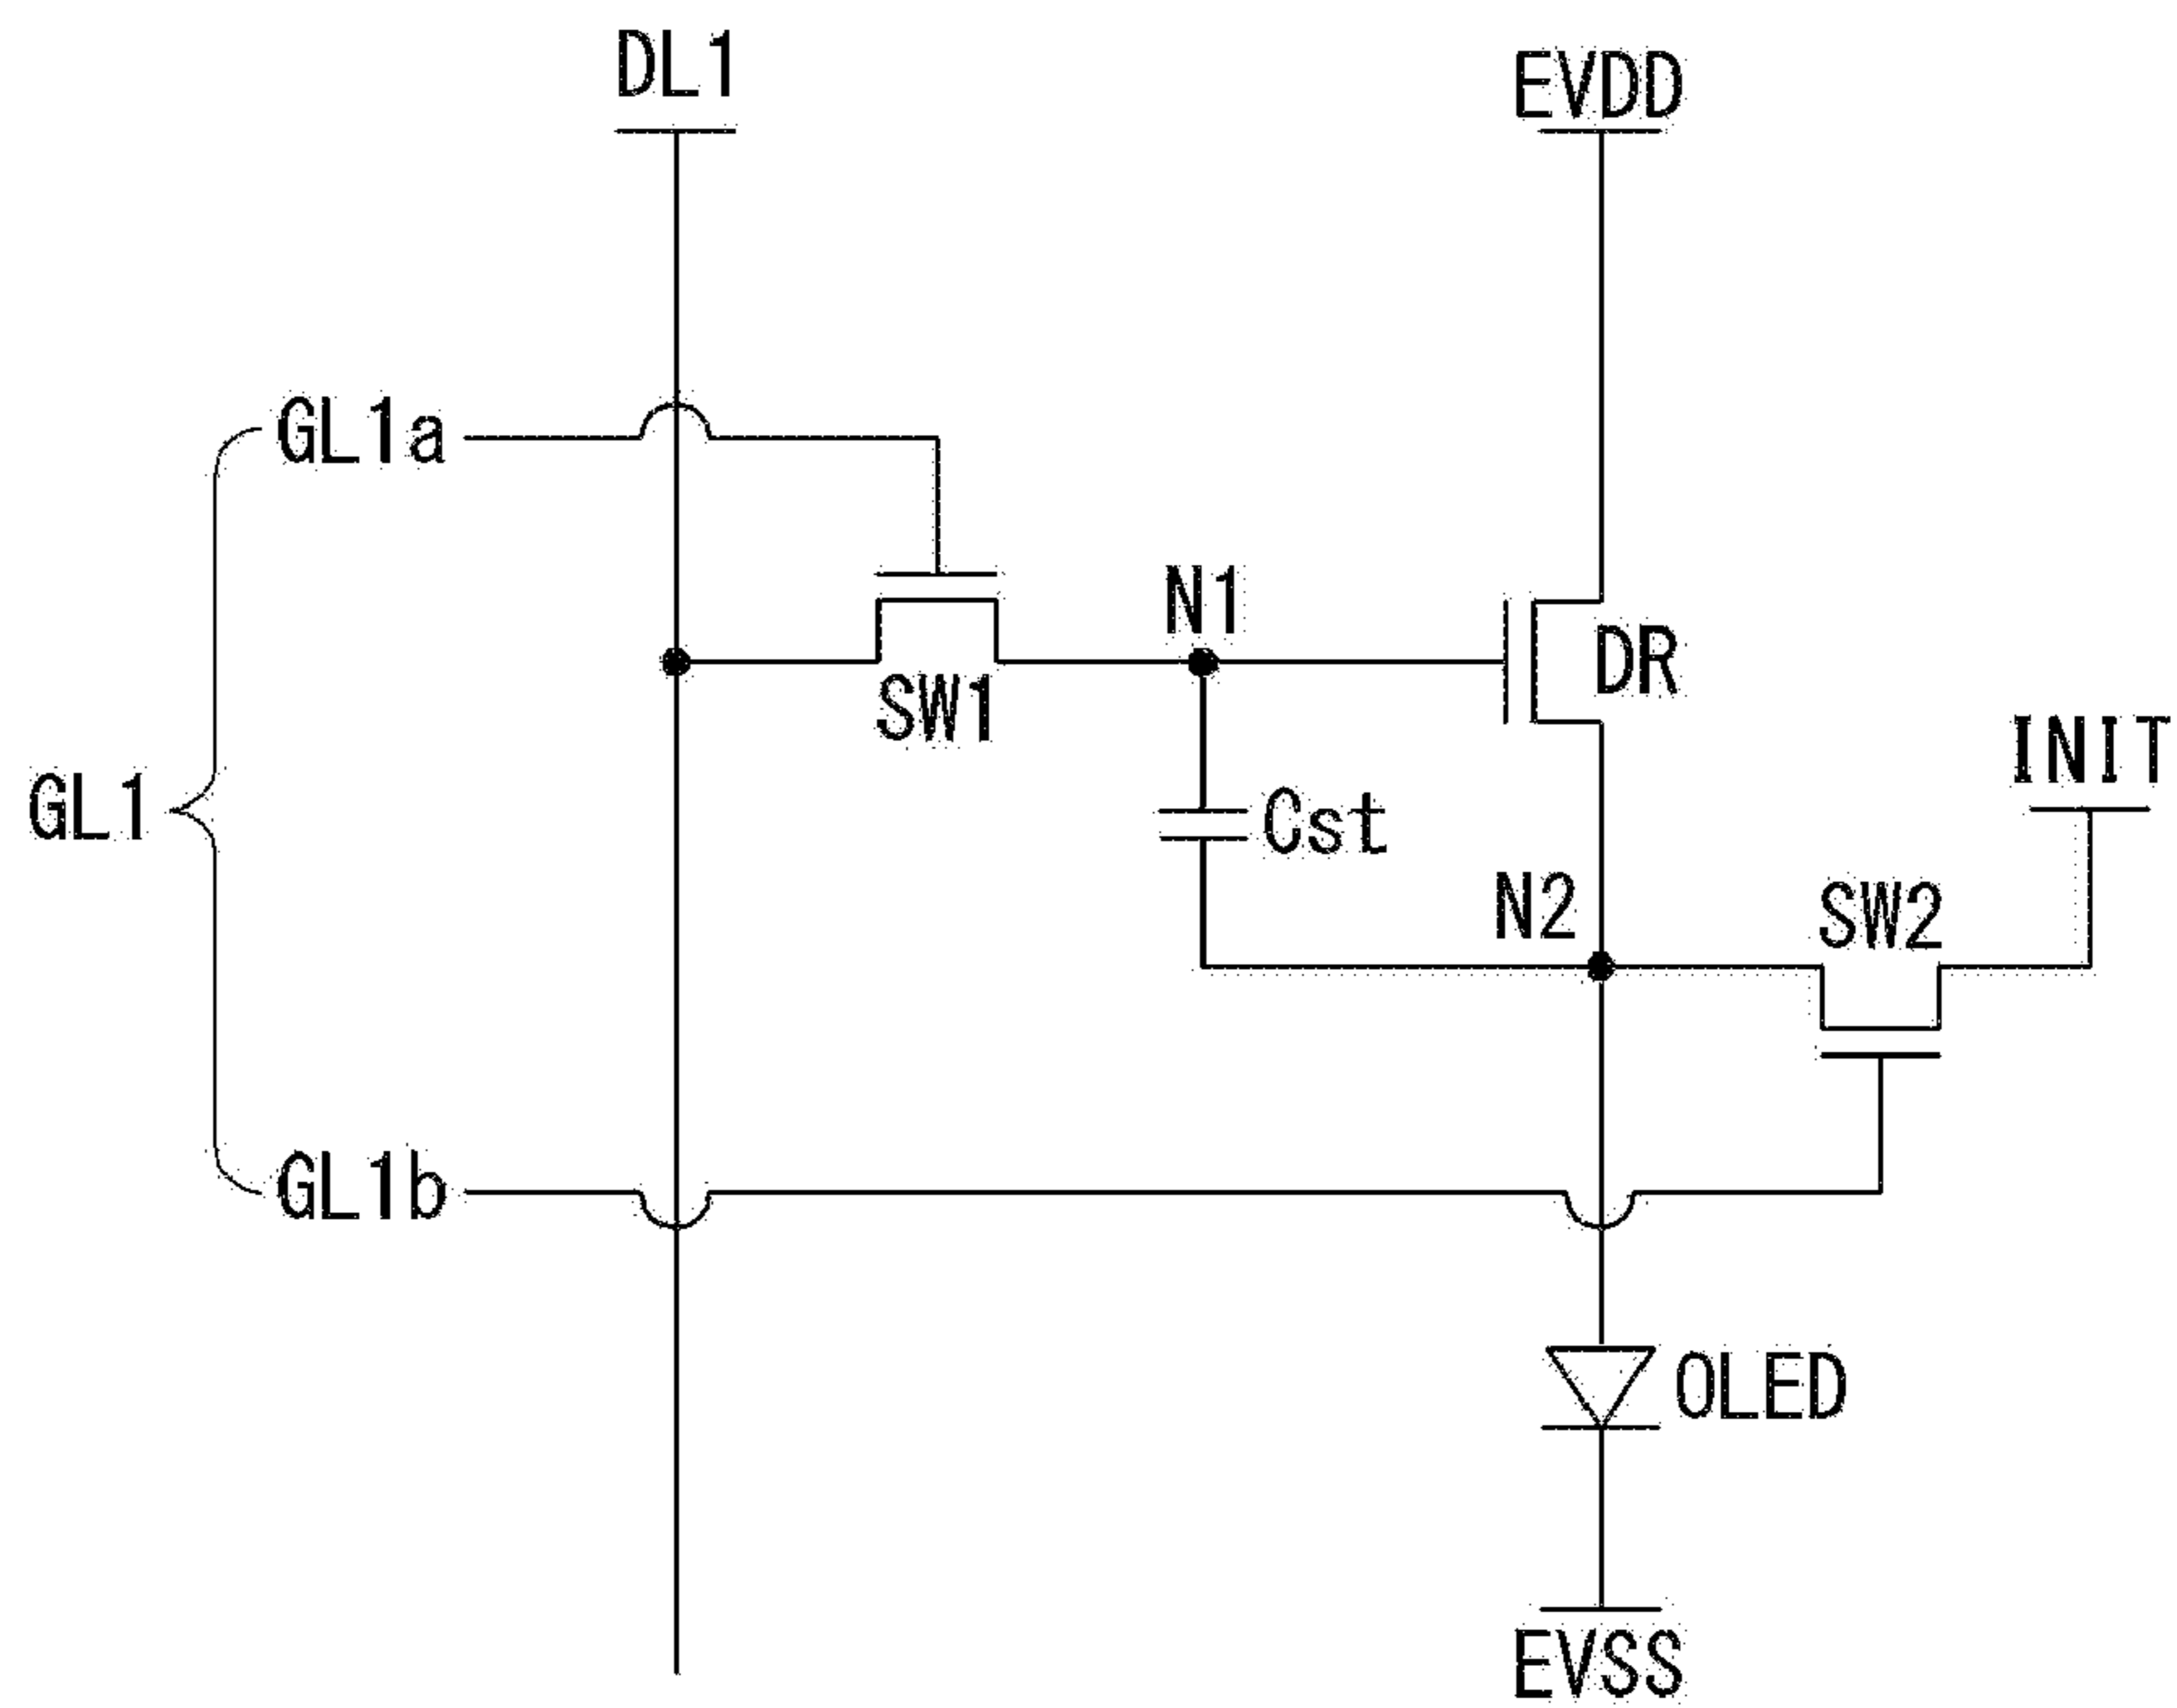 DL1
EVDD
GL1a
N1
DR
SW1
INIT
GL1
Cst
N2
SW2
GL1b
OLED
EVSS